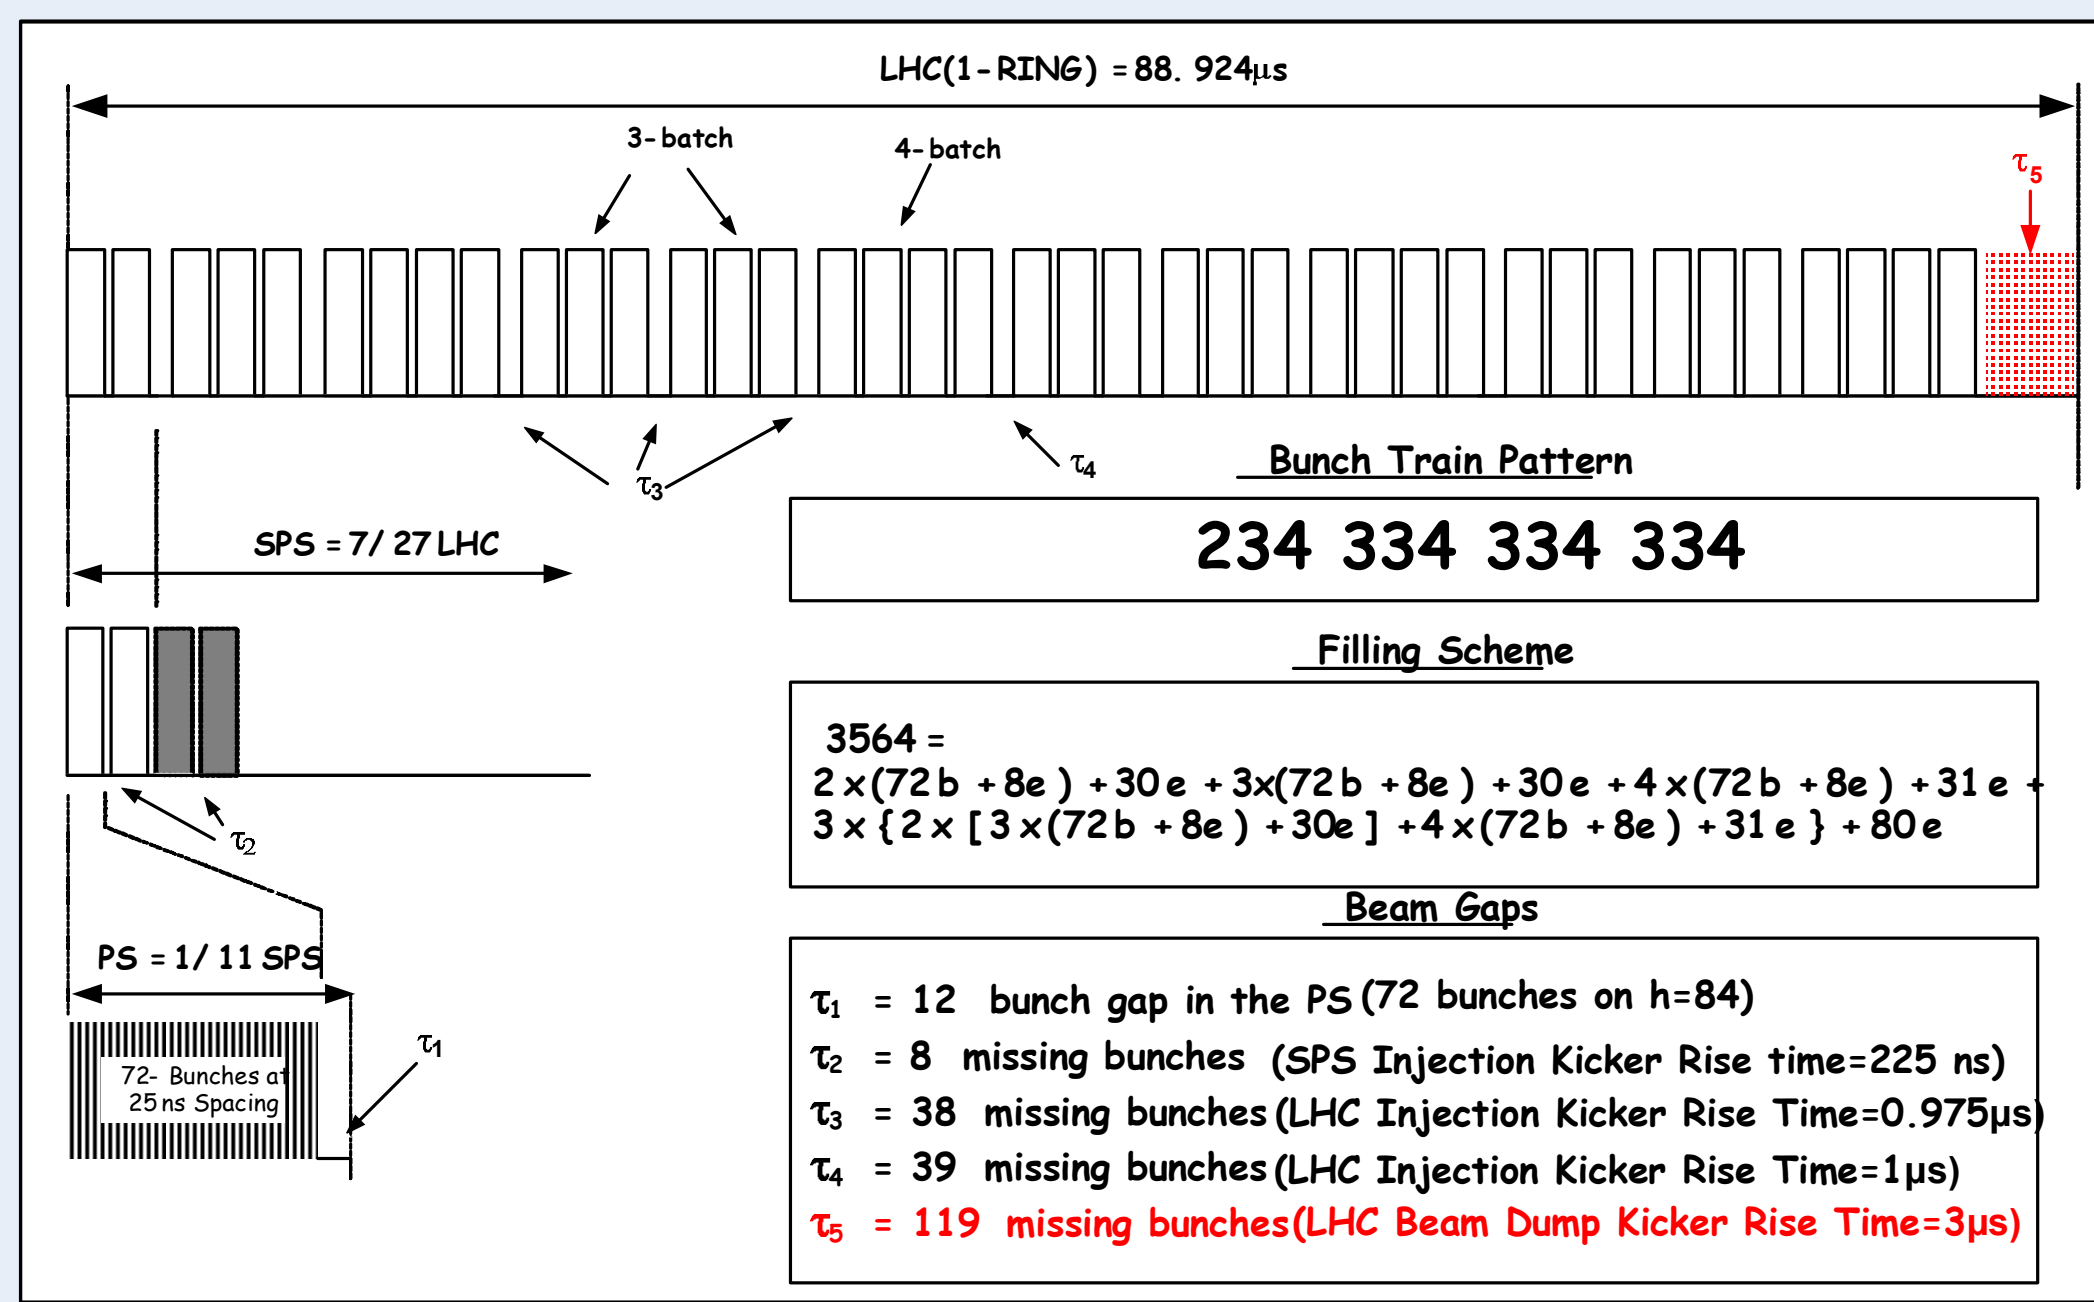 LHC(1-RING) =88. 924μs
3-batch
4-batch
τ5
τ3
τ4
Bunch Train Pattern
234 334 334 334
SPS = 7/ 27 LHC
Filling Scheme
3564 =
2 x(72 b +8e ) +30 e +3x(72 b +8e ) +30 e +4 x(72 b +8e ) +31 e +
3 x {2 x [3 x(72b +8e ) +30e ] +4 x(72 b +8e ) +31 e } +80 e
τ2
Beam Gaps
PS = 1/ 11 SPS
τ1 = 12 bunch gap in the PS (72 bunches on h=84)
τ2 = 8 missing bunches (SPS Injection Kicker Rise time=225 ns)
τ3 = 38 missing bunches (LHC Injection Kicker Rise Time=0.975μs)
τ4 = 39 missing bunches (LHC Injection Kicker Rise Time=1μs)
τ5 = 119 missing bunches (LHC Beam Dump Kicker Rise Time=3μs)
τ1
72- Bunches at
25 ns Spacing